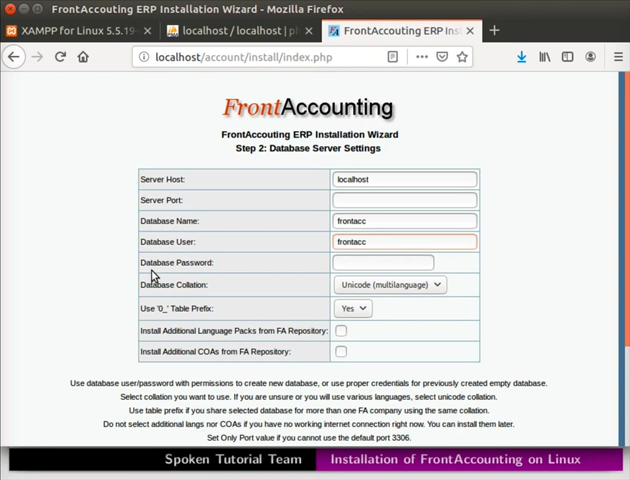 FrontAccouting ERP Installation Wizard - Mozilla Firefox
XAMPP for Linux 5.5.19
localhost / localhost | ph
FrontAccouting ERP Inst
localhost/account/install/index.php
FrontAccounting
FrontAccouting ERP Installation Wizard
Step 2: Database Server Settings
Server Host: localhost
Server Port:
Database Name: frontacc
Database User: frontacc
Database Password:
Database Collation: Unicode (multilanguage)
Use '0_' Table Prefix: Yes
Install Additional Language Packs from FA Repository:
Install Additional COAs from FA Repository:
Use database user/password with permissions to create new database, or use proper credentials for previously created empty database.
Select collation you want to use. If you are unsure or you will use various languages, select unicode collation.
Use table prefix if you share selected database for more than one FA company using the same collation.
Do not select additional langs nor COAs if you have no working internet connection right now. You can install them later.
Set Only Port value if you cannot use the default port 3306.
Spoken Tutorial Team
Installation of FrontAccounting on Linux